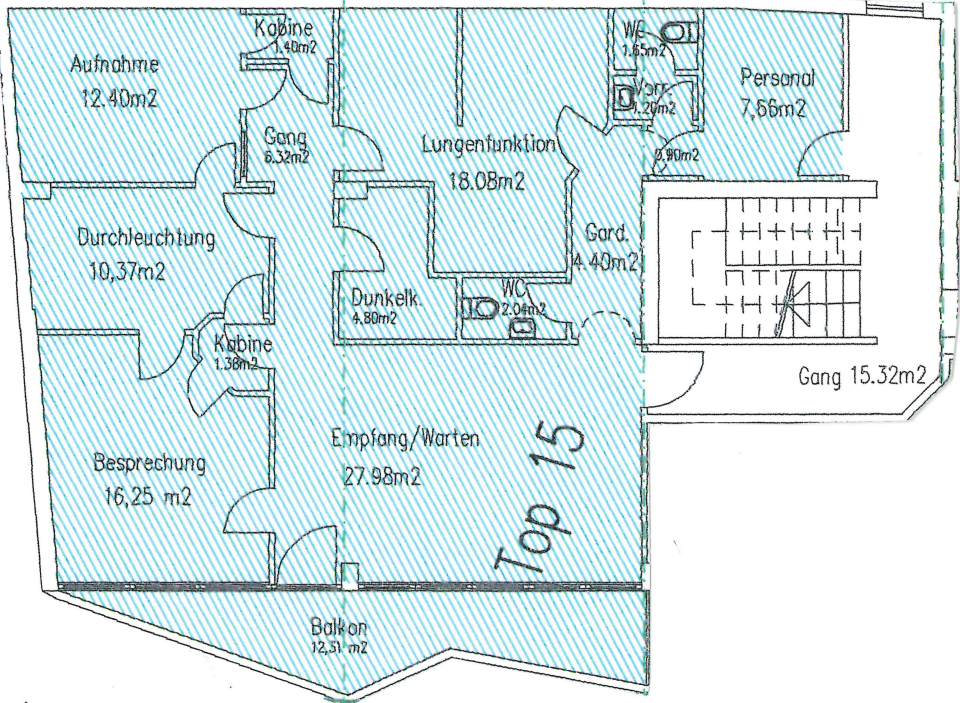 Kabine
1.40m2
WC
1.65m2
Aufnahme
12.40m2
Personal
7,66m2
Vorr.
1.20m2
Gang
6.32m2
Lungenfunktion
18.08m2
Durchleuchtung
10,37m2
Gard.
4.40m2
Dunkelk.
4.80m2
WC
2.04m2
Kabine
1.38m2
Gang 15.32m2
Empfang/Warten
27.98m2
Top 15
Besprechung
16,25 m2
Balkon
12,31 m2